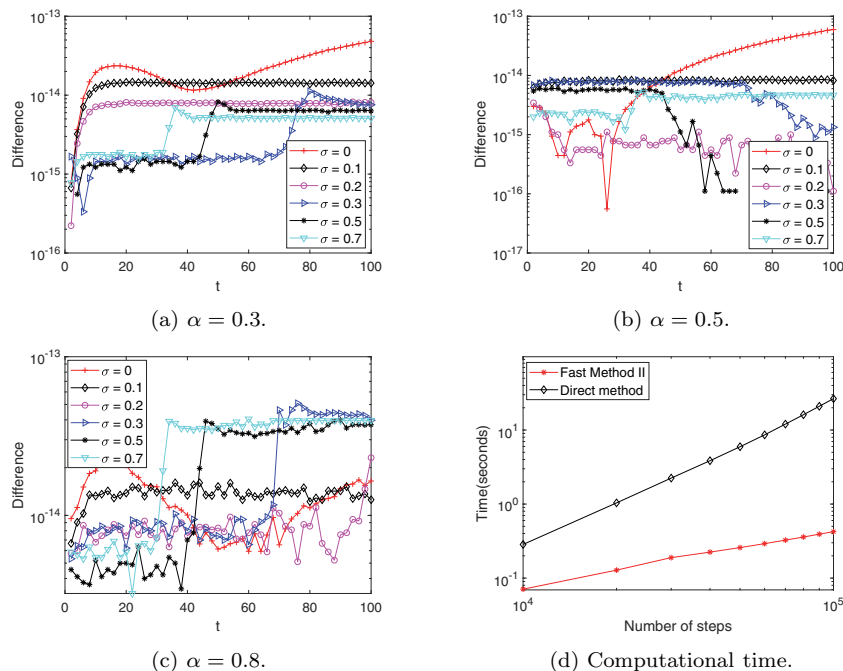 10^-13
10^-14
10^-15
10^-16
Difference
0
20
40
60
80
100
t
σ = 0
σ = 0.1
σ = 0.2
σ = 0.3
σ = 0.5
σ = 0.7
(a) α = 0.3.
10^-13
10^-14
10^-15
10^-16
10^-17
Difference
0
20
40
60
80
100
t
σ = 0
σ = 0.1
σ = 0.2
σ = 0.3
σ = 0.5
σ = 0.7
(b) α = 0.5.
10^-13
10^-14
Difference
0
20
40
60
80
100
t
σ = 0
σ = 0.1
σ = 0.2
σ = 0.3
σ = 0.5
σ = 0.7
(c) α = 0.8.
10^1
10^0
10^-1
Time(seconds)
10^4
10^5
Number of steps
Fast Method II
Direct method
(d) Computational time.